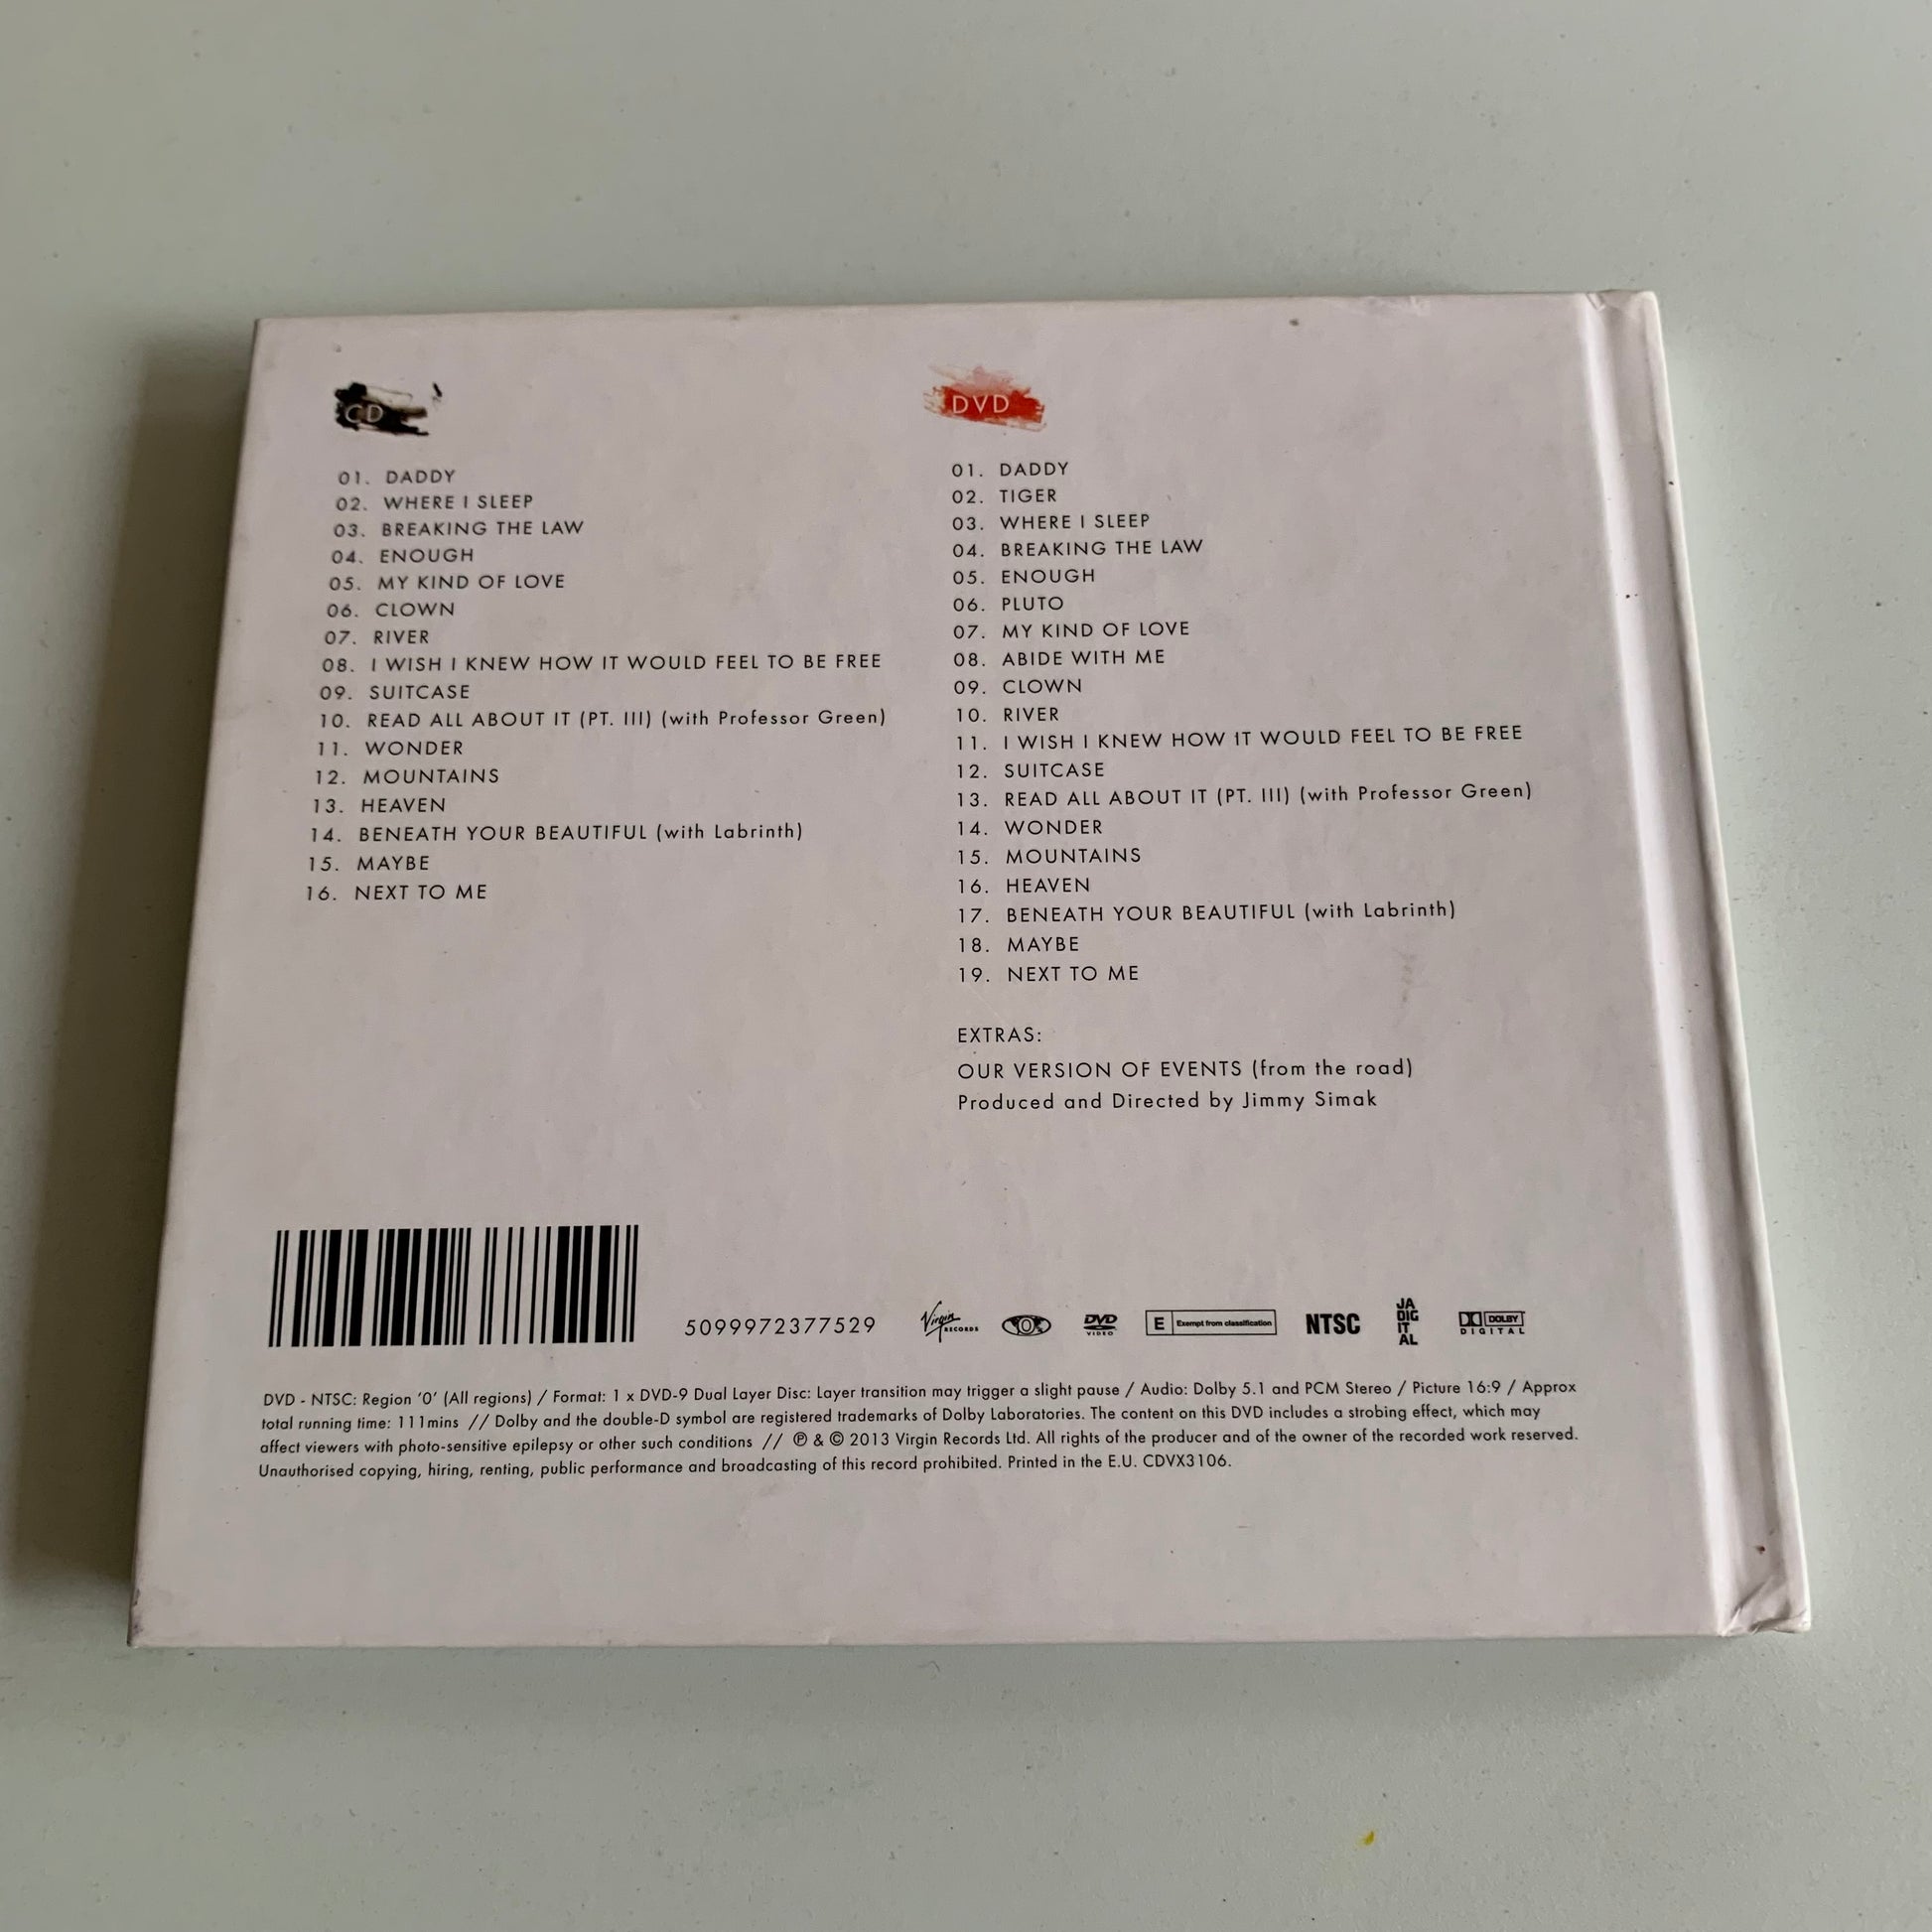 CD
01. DADDY
02. WHERE I SLEEP
03. BREAKING THE LAW
04. ENOUGH
05. MY KIND OF LOVE
06. CLOWN
07. RIVER
08. I WISH I KNEW HOW IT WOULD FEEL TO BE FREE
09. SUITCASE
10. READ ALL ABOUT IT (PT. III) (with Professor Green)
11. WONDER
12. MOUNTAINS
13. HEAVEN
14. BENEATH YOUR BEAUTIFUL (with Labrinth)
15. MAYBE
16. NEXT TO ME
DVD
01. DADDY
02. TIGER
03. WHERE I SLEEP
04. BREAKING THE LAW
05. ENOUGH
06. PLUTO
07. MY KIND OF LOVE
08. ABIDE WITH ME
09. CLOWN
10. RIVER
11. I WISH I KNEW HOW IT WOULD FEEL TO BE FREE
12. SUITCASE
13. READ ALL ABOUT IT (PT. III) (with Professor Green)
14. WONDER
15. MOUNTAINS
16. HEAVEN
17. BENEATH YOUR BEAUTIFUL (with Labrinth)
18. MAYBE
19. NEXT TO ME
EXTRAS:
OUR VERSION OF EVENTS (from the road)
Produced and Directed by Jimmy Simak
5099972377529
Virgin
RECORDS
DVD
VIDEO
E Exempt from classification
NTSC
JA
DIG
IT
AL
DOLBY
DIGITAL
DVD - NTSC: Region ‘0’ (All regions) / Format: 1 x DVD-9 Dual Layer Disc: Layer transition may trigger a slight pause / Audio: Dolby 5.1 and PCM Stereo / Picture 16:9 / Approx
total running time: 111mins // Dolby and the double-D symbol are registered trademarks of Dolby Laboratories. The content on this DVD includes a strobing effect, which may
affect viewers with photo-sensitive epilepsy or other such conditions // ℗ & © 2013 Virgin Records Ltd. All rights of the producer and of the owner of the recorded work reserved.
Unauthorised copying, hiring, renting, public performance and broadcasting of this record prohibited. Printed in the E.U. CDVX3106.